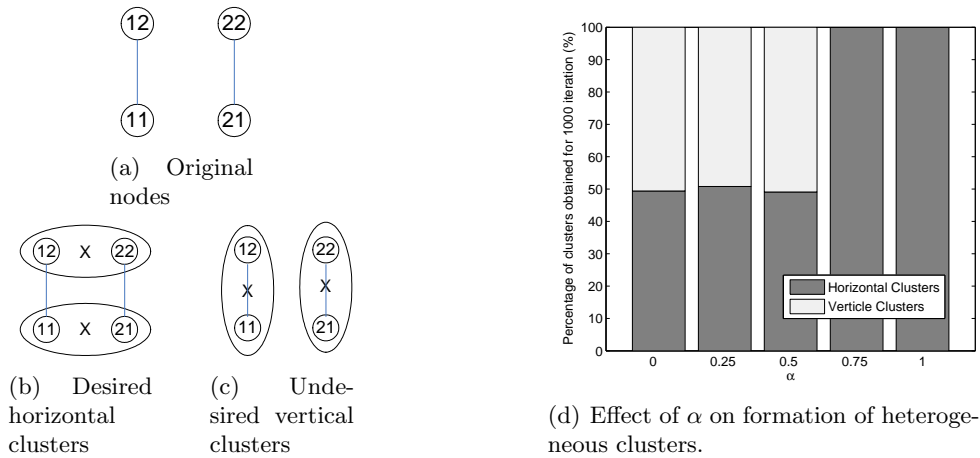 12 22
11 21
(a) Original
nodes
12 X 22
11 X 21
(b) Desired
horizontal
clusters
12 22
X X
11 21
(c) Unde-
sired vertical
clusters
Percentage of clusters obtained for 1000 iteration (%)
100
90
80
70
60
50
40
30
20
10
0
Horizontal Clusters
Verticle Clusters
0 0.25 0.5 0.75 1
α
(d) Effect of α on formation of heteroge-
neous clusters.